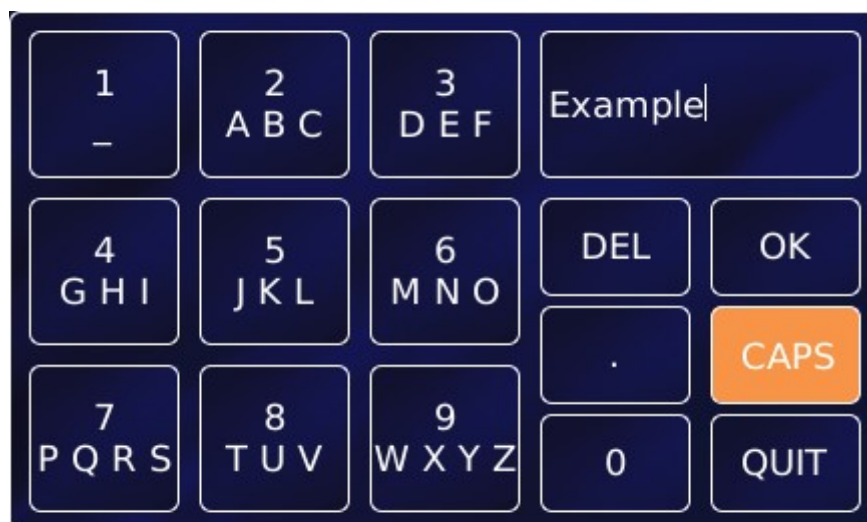 1
_
2
A B C
3
D E F
Example
4
G H I
5
J K L
6
M N O
DEL
OK
.
CAPS
7
P Q R S
8
T U V
9
W X Y Z
0
QUIT